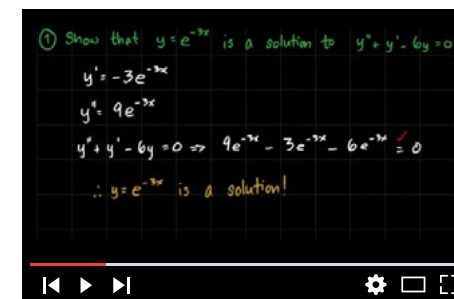 ① Show that y = e⁻³ˣ is a solution to y" + y' - 6y = 0
y' = -3e⁻³ˣ
y" = 9e⁻³ˣ
y" + y' - 6y = 0 => 9e⁻³ˣ - 3e⁻³ˣ - 6e⁻³ˣ ≟ 0
∴ y = e⁻³ˣ is a solution!